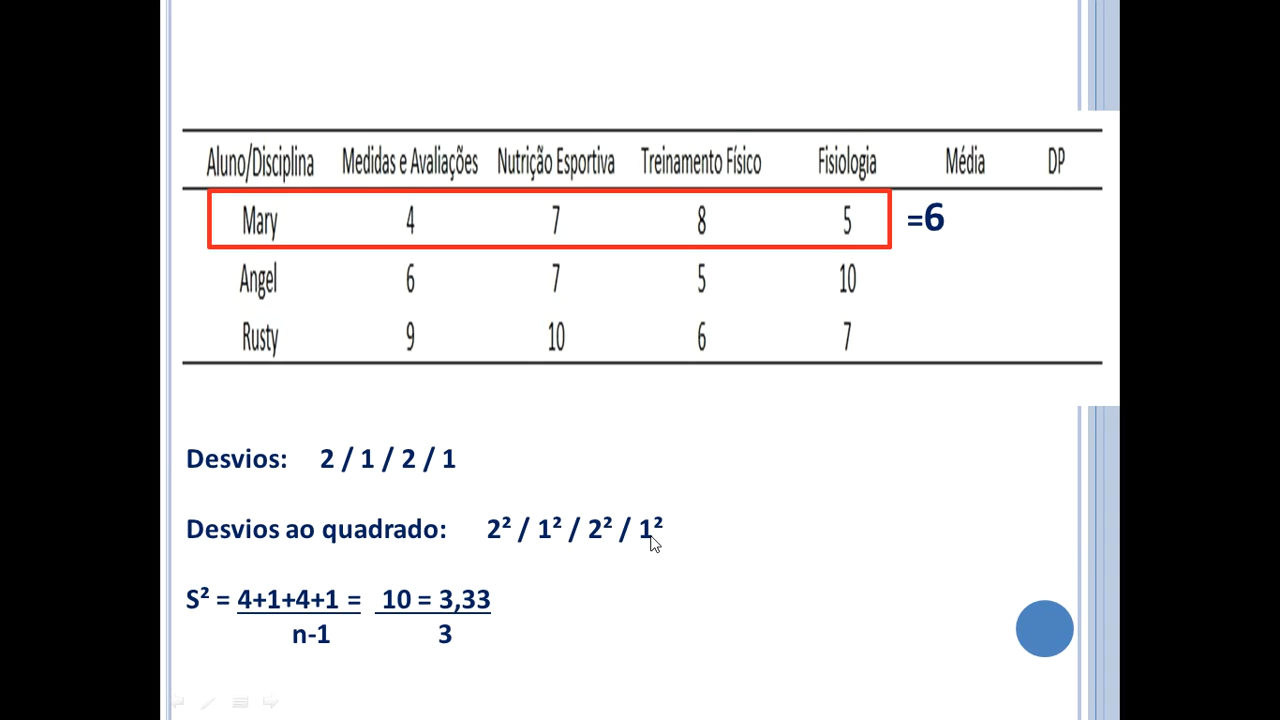 Aluno/Disciplina Medidas e Avaliações Nutrição Esportiva Treinamento Físico Fisiologia Média DP
Mary 4 7 8 5 =6
Angel 6 7 5 10
Rusty 9 10 6 7
Desvios: 2 / 1 / 2 / 1
Desvios ao quadrado: 2² / 1² / 2² / 1²
S² = 4+1+4+1 = 10 = 3,33
n-1 3